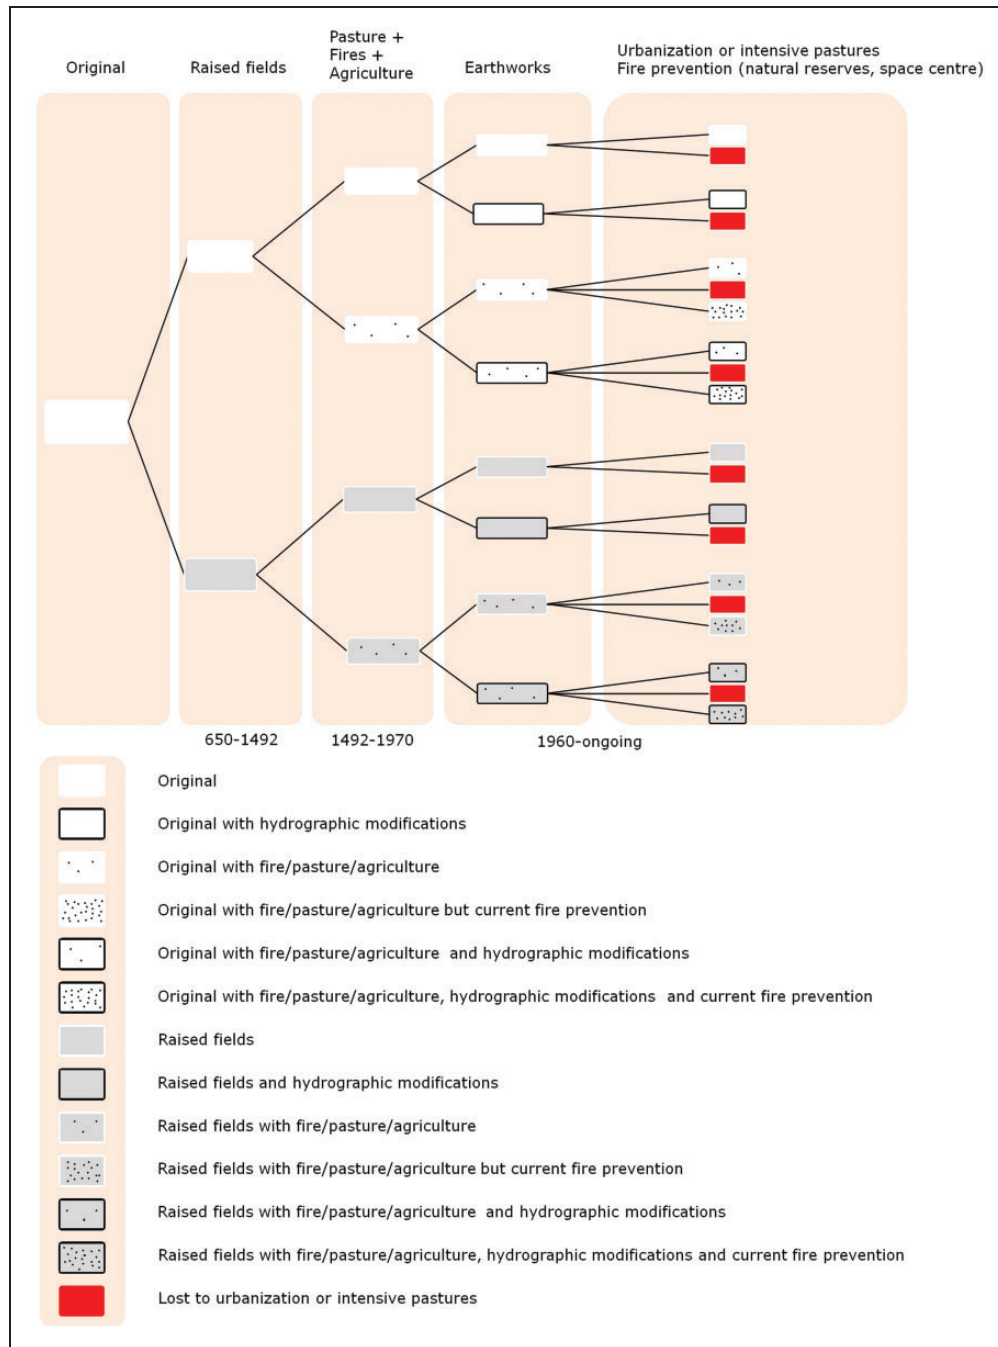 Original
Raised fields
Pasture +
Fires +
Agriculture
Earthworks
Urbanization or intensive pastures
Fire prevention (natural reserves, space centre)
650-1492
1492-1970
1960-ongoing
Original
Original with hydrographic modifications
Original with fire/pasture/agriculture
Original with fire/pasture/agriculture but current fire prevention
Original with fire/pasture/agriculture and hydrographic modifications
Original with fire/pasture/agriculture, hydrographic modifications and current fire prevention
Raised fields
Raised fields and hydrographic modifications
Raised fields with fire/pasture/agriculture
Raised fields with fire/pasture/agriculture but current fire prevention
Raised fields with fire/pasture/agriculture and hydrographic modifications
Raised fields with fire/pasture/agriculture, hydrographic modifications and current fire prevention
Lost to urbanization or intensive pastures